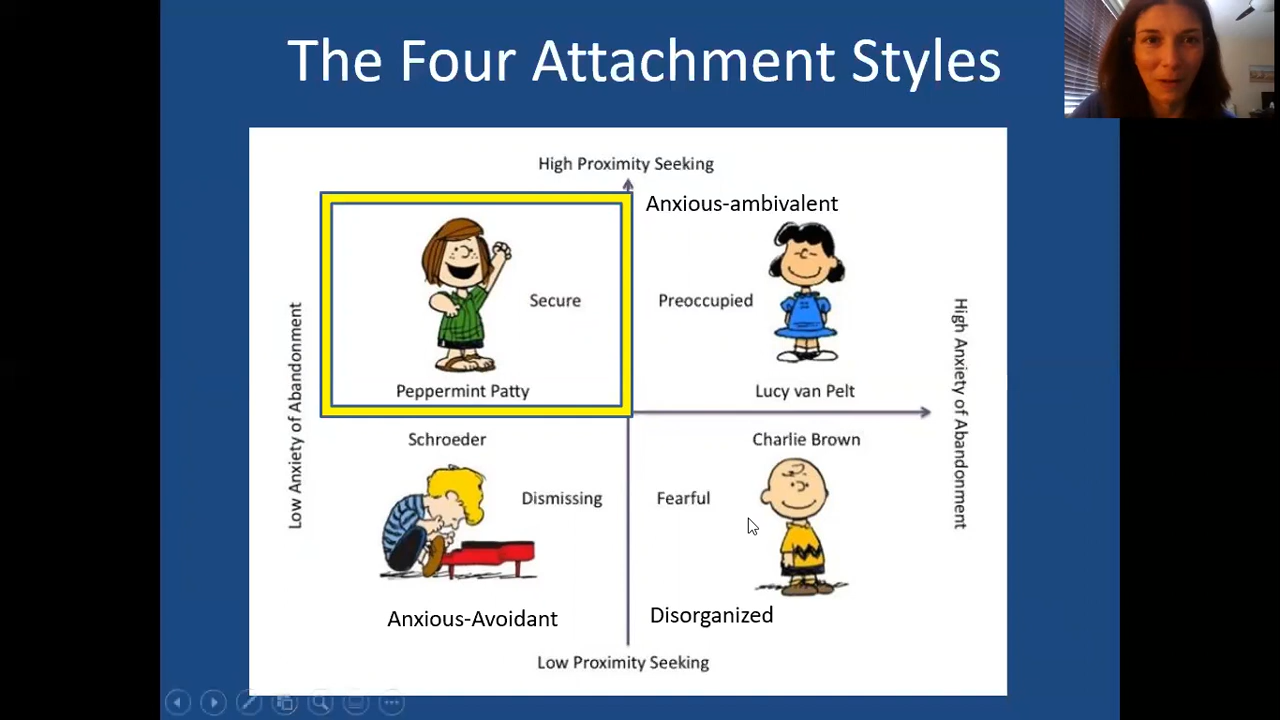 The Four Attachment Styles
High Proximity Seeking
Anxious-ambivalent
Secure
Preoccupied
Peppermint Patty
Lucy van Pelt
Low Anxiety of Abandonment
High Anxiety of Abandonment
Schroeder
Charlie Brown
Dismissing
Fearful
Anxious-Avoidant
Disorganized
Low Proximity Seeking